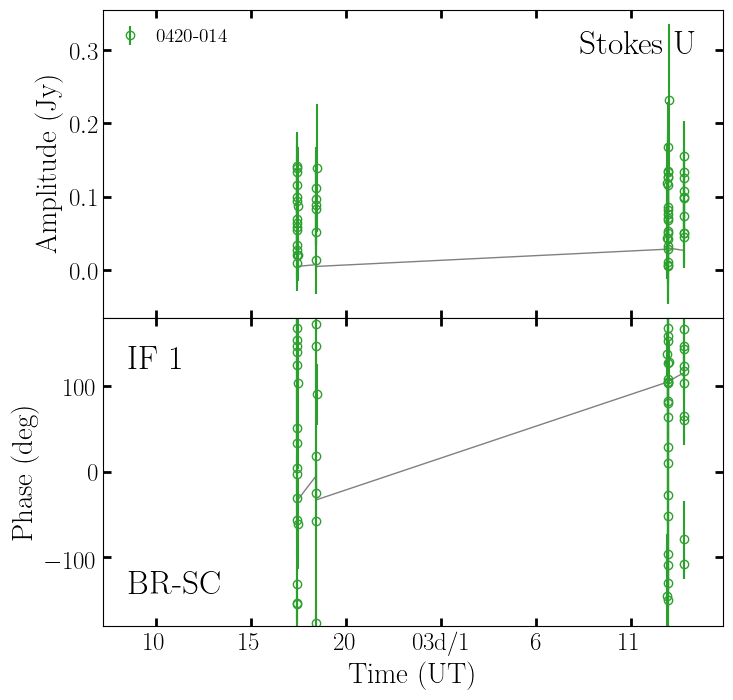 0420-014
Stokes U
0.3
0.2
0.1
0.0
Amplitude (Jy)
IF 1
100
0
−100
Phase (deg)
BR-SC
10 15 20 03d/1 6 11
Time (UT)